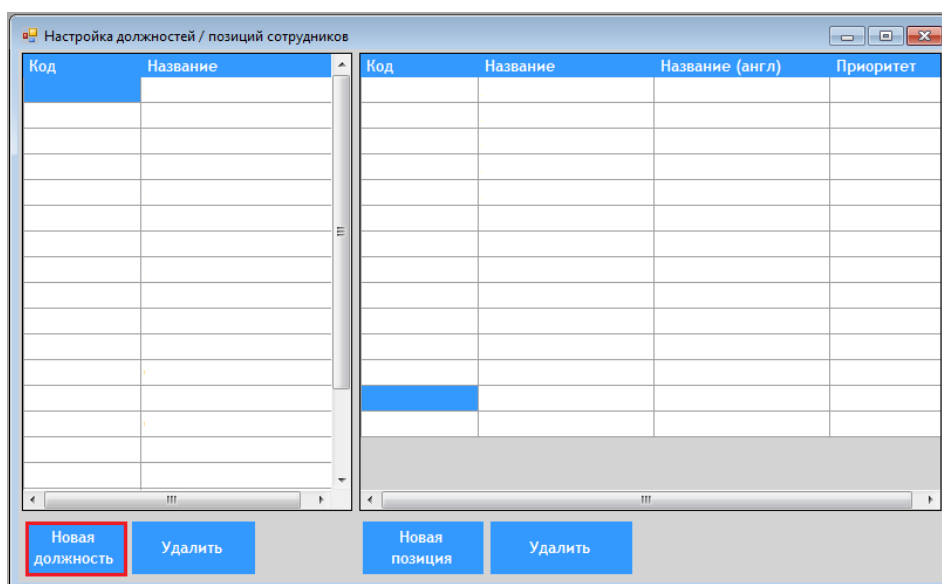 Настройка должностей / позиций сотрудников
Код Название
Код Название Название (англ) Приоритет
Новая
должность
Удалить
Новая
позиция
Удалить